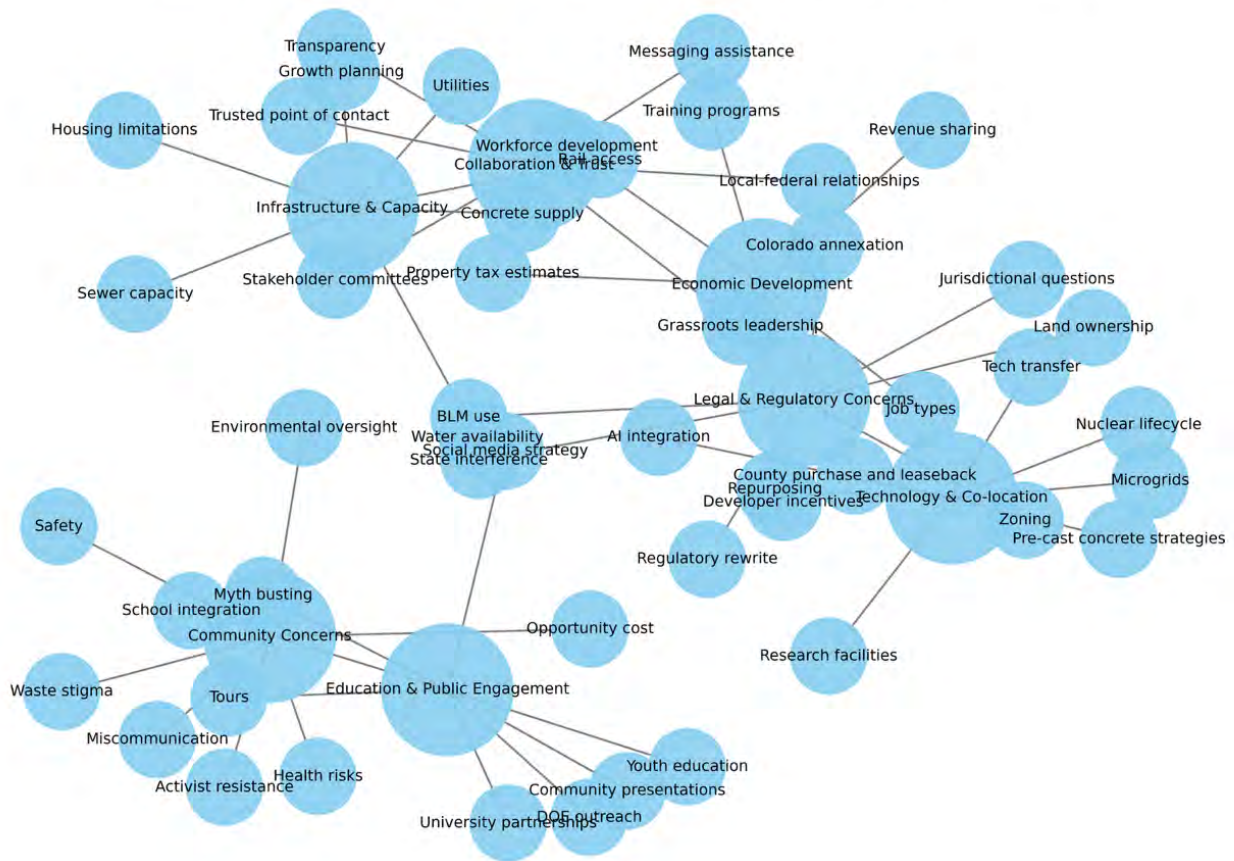 Transparency
Growth planning
Messaging assistance
Utilities
Training programs
Trusted point of contact
Housing limitations
Revenue sharing
Workforce development
Rail access
Collaboration & Trust
Local-federal relationships
Infrastructure & Capacity
Concrete supply
Colorado annexation
Property tax estimates
Stakeholder committees
Economic Development
Jurisdictional questions
Sewer capacity
Grassroots leadership
Land ownership
Tech transfer
Legal & Regulatory Concerns
Job types
BLM use
Environmental oversight
Water availability
AI integration
Nuclear lifecycle
Social media strategy
State interference
County purchase and leaseback
Microgrids
Repurposing
Technology & Co-location
Developer incentives
Zoning
Safety
Pre-cast concrete strategies
Regulatory rewrite
Myth busting
School integration
Community Concerns
Opportunity cost
Research facilities
Waste stigma
Education & Public Engagement
Tours
Miscommunication
Youth education
Health risks
Activist resistance
Community presentations
DOE outreach
University partnerships